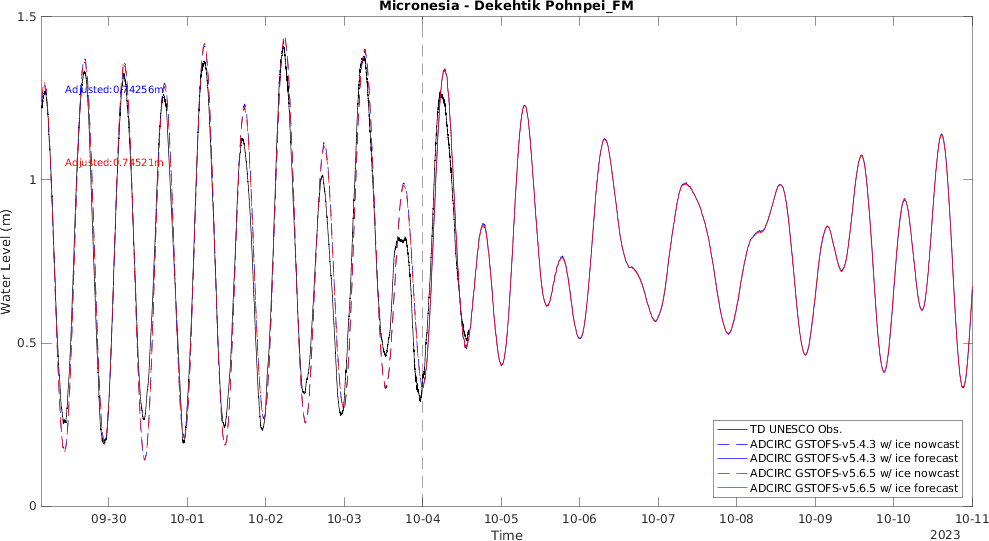 Micronesia - Dekehtik Pohnpei_FM
1.5
1
0.5
0
Water Level (m)
Adjusted:0.74256m
Adjusted:0.74521m
TD UNESCO Obs.
ADCIRC GSTOFS-v5.4.3 w/ ice nowcast
ADCIRC GSTOFS-v5.4.3 w/ ice forecast
ADCIRC GSTOFS-v5.6.5 w/ ice nowcast
ADCIRC GSTOFS-v5.6.5 w/ ice forecast
09-30 10-01 10-02 10-03 10-04 10-05 10-06 10-07 10-08 10-09 10-10 10-11
Time
2023